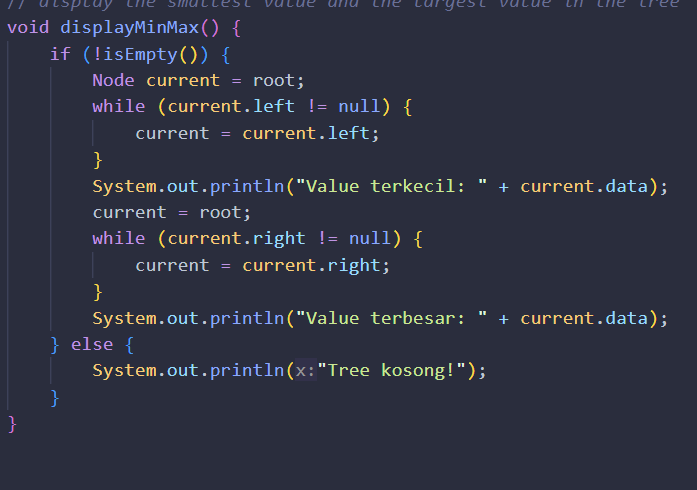 // display the smallest value and the largest value in the tree
void displayMinMax() {
if (!isEmpty()) {
Node current = root;
while (current.left != null) {
current = current.left;
}
System.out.println("Value terkecil: " + current.data);
current = root;
while (current.right != null) {
current = current.right;
}
System.out.println("Value terbesar: " + current.data);
} else {
System.out.println(x:"Tree kosong!");
}
}